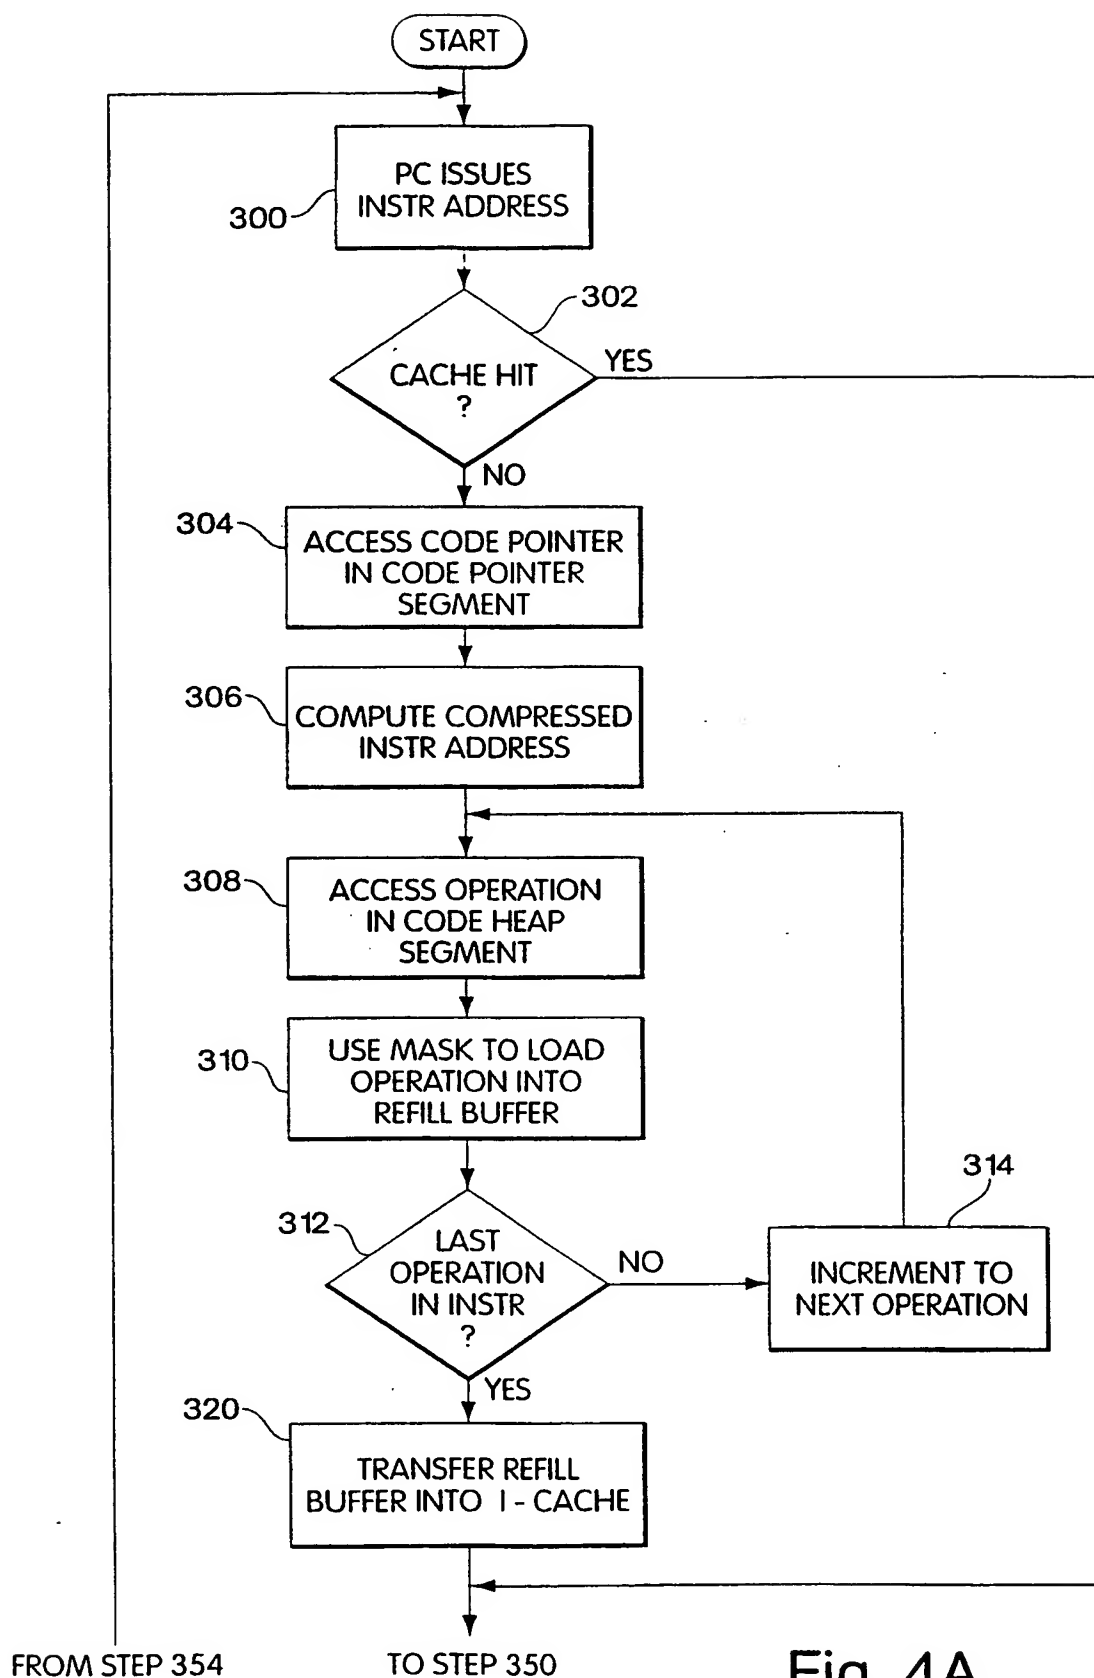 START
PC ISSUES
INSTR ADDRESS
300
302
CACHE HIT
?
YES
NO
304
ACCESS CODE POINTER
IN CODE POINTER
SEGMENT
306
COMPUTE COMPRESSED
INSTR ADDRESS
308
ACCESS OPERATION
IN CODE HEAP
SEGMENT
310
USE MASK TO LOAD
OPERATION INTO
REFILL BUFFER
312
LAST
OPERATION
IN INSTR
?
NO
314
INCREMENT TO
NEXT OPERATION
YES
320
TRANSFER REFILL
BUFFER INTO I - CACHE
FROM STEP 354
TO STEP 350
Fig. 4A